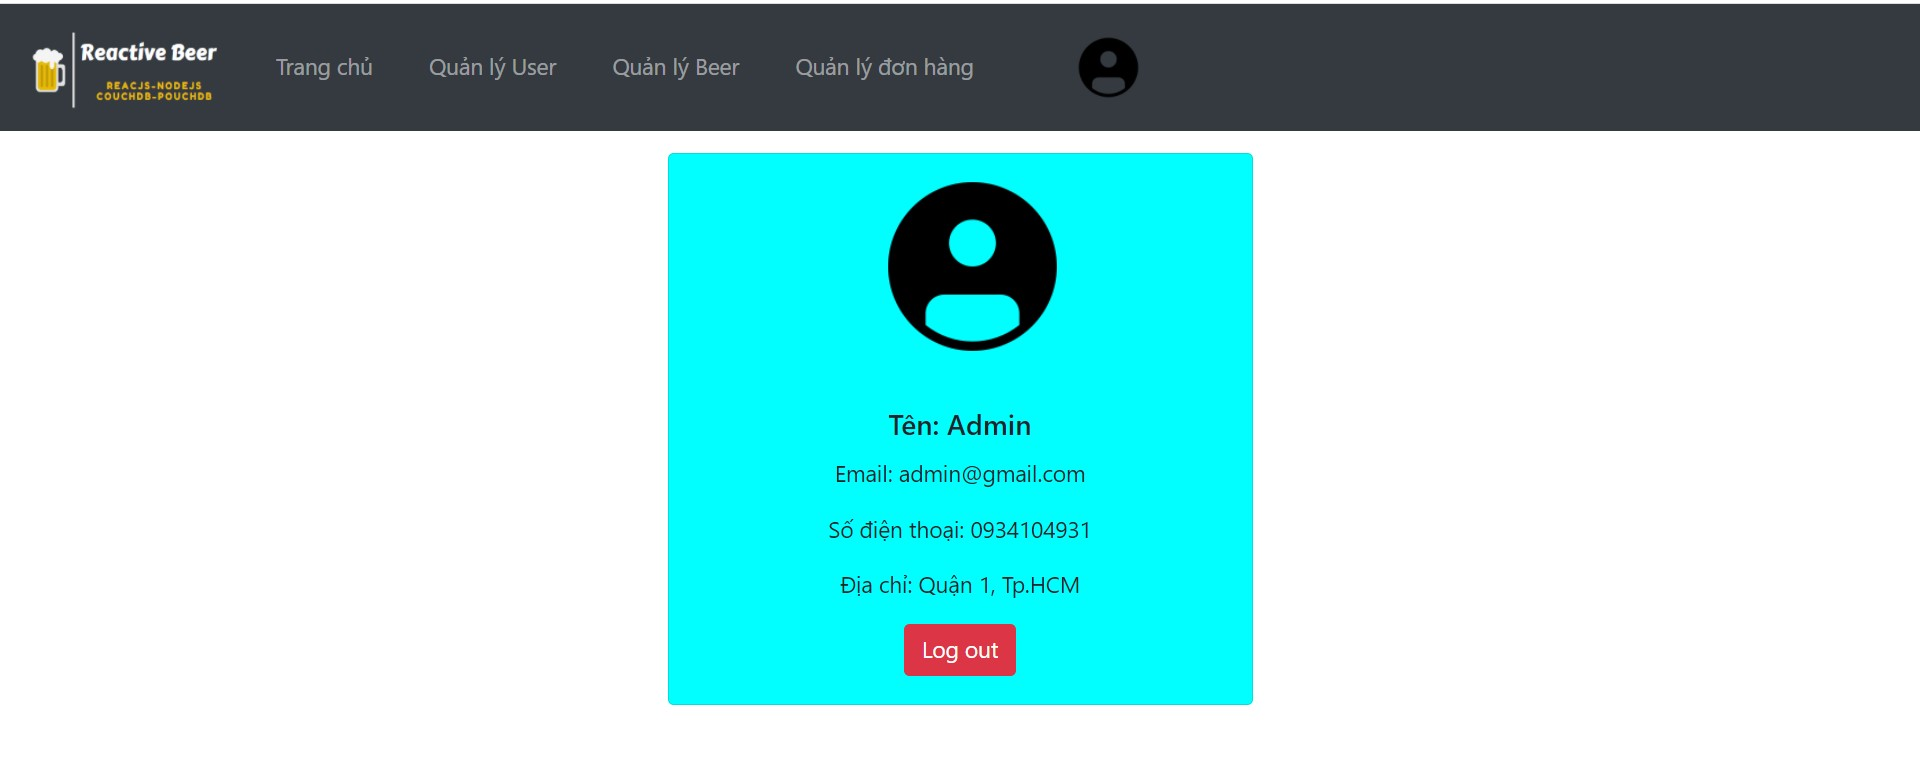 Reactive Beer
REACJS-NODEJS
COUCHDB-POUCHDB
Trang chủ
Quản lý User
Quản lý Beer
Quản lý đơn hàng
Tên: Admin
Email: admin@gmail.com
Số điện thoại: 0934104931
Địa chỉ: Quận 1, Tp.HCM
Log out